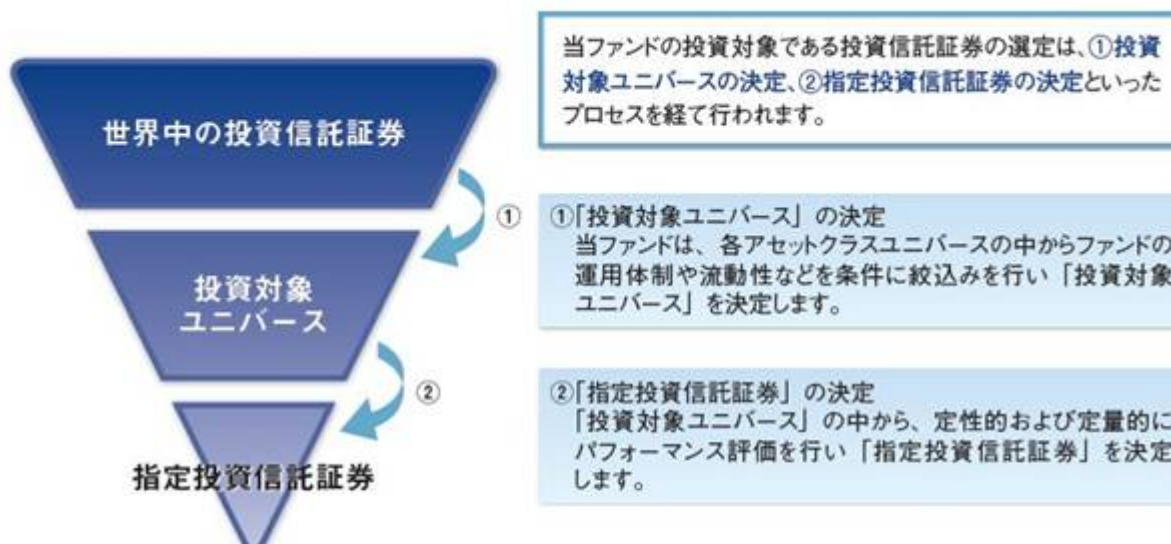 世界中の投資信託証券
投資対象
ユニバース
指定投資信託証券
①
②
当ファンドの投資対象である投資信託証券の選定は、①投資
対象ユニバースの決定、②指定投資信託証券の決定といった
プロセスを経て行われます。
①「投資対象ユニバース」の決定
当ファンドは、各アセットクラスユニバースの中からファンドの
運用体制や流動性などを条件に絞込みを行い「投資対象
ユニバース」を決定します。
②「指定投資信託証券」の決定
「投資対象ユニバース」の中から、定性的および定量的に
パフォーマンス評価を行い「指定投資信託証券」を決定
します。